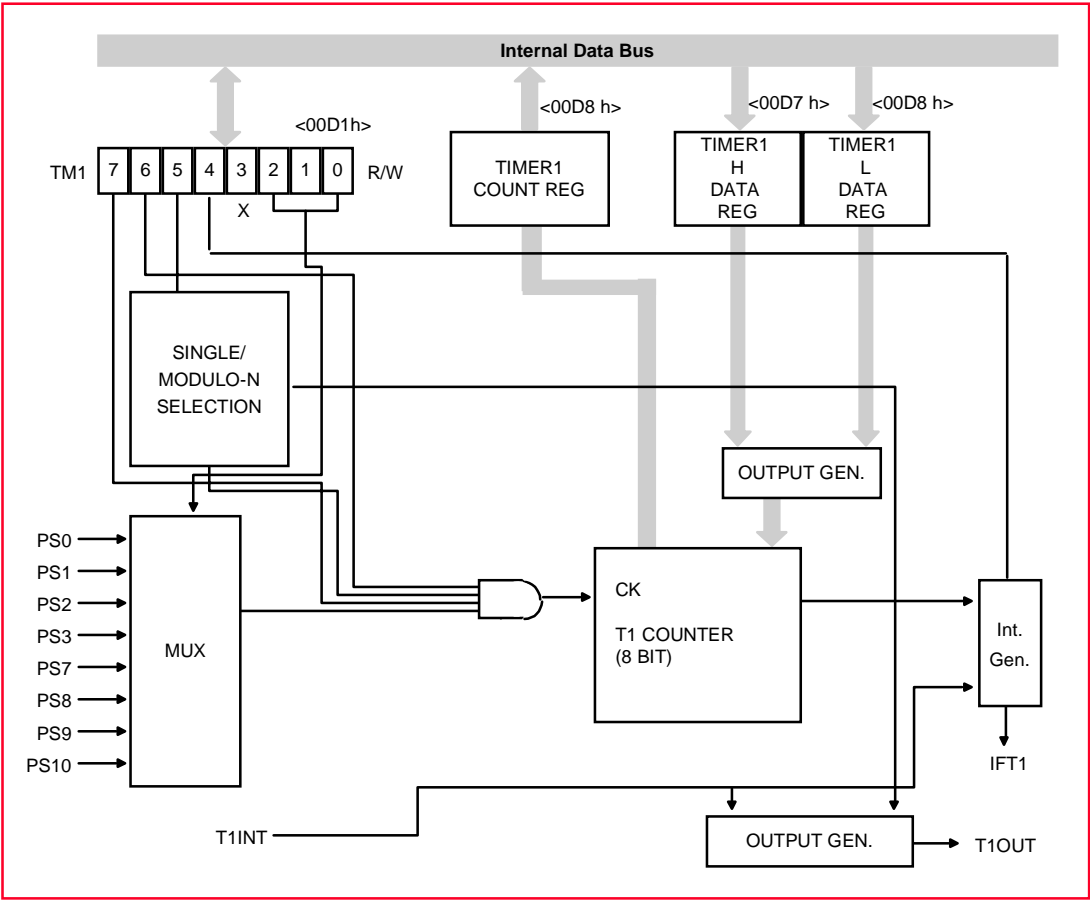 Internal Data Bus
<00D1h>
<00D8 h>
<00D7 h>
<00D8 h>
TM1 7 6 5 4 3 2 1 0 R/W
X
TIMER1
COUNT REG
TIMER1
H
DATA
REG
TIMER1
L
DATA
REG
SINGLE/
MODULO-N
SELECTION
OUTPUT GEN.
PS0
PS1
PS2
PS3
PS7
PS8
PS9
PS10
MUX
CK
T1 COUNTER
(8 BIT)
Int.
Gen.
IFT1
T1INT
OUTPUT GEN.
T1OUT